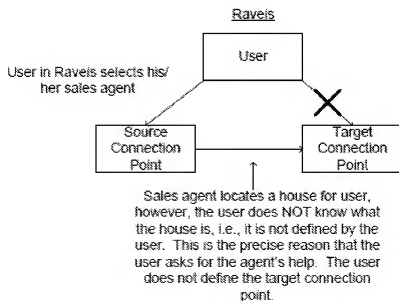 Raveis
User
User in Raveis selects his/
her sales agent
Source
Connection
Point
Target
Connection
Point
Sales agent locates a house for user,
however, the user does NOT know what
the house is, i.e., it is not defined by the
user. This is the precise reason that the
user asks for the agent's help. The user
does not define the target connection
point.